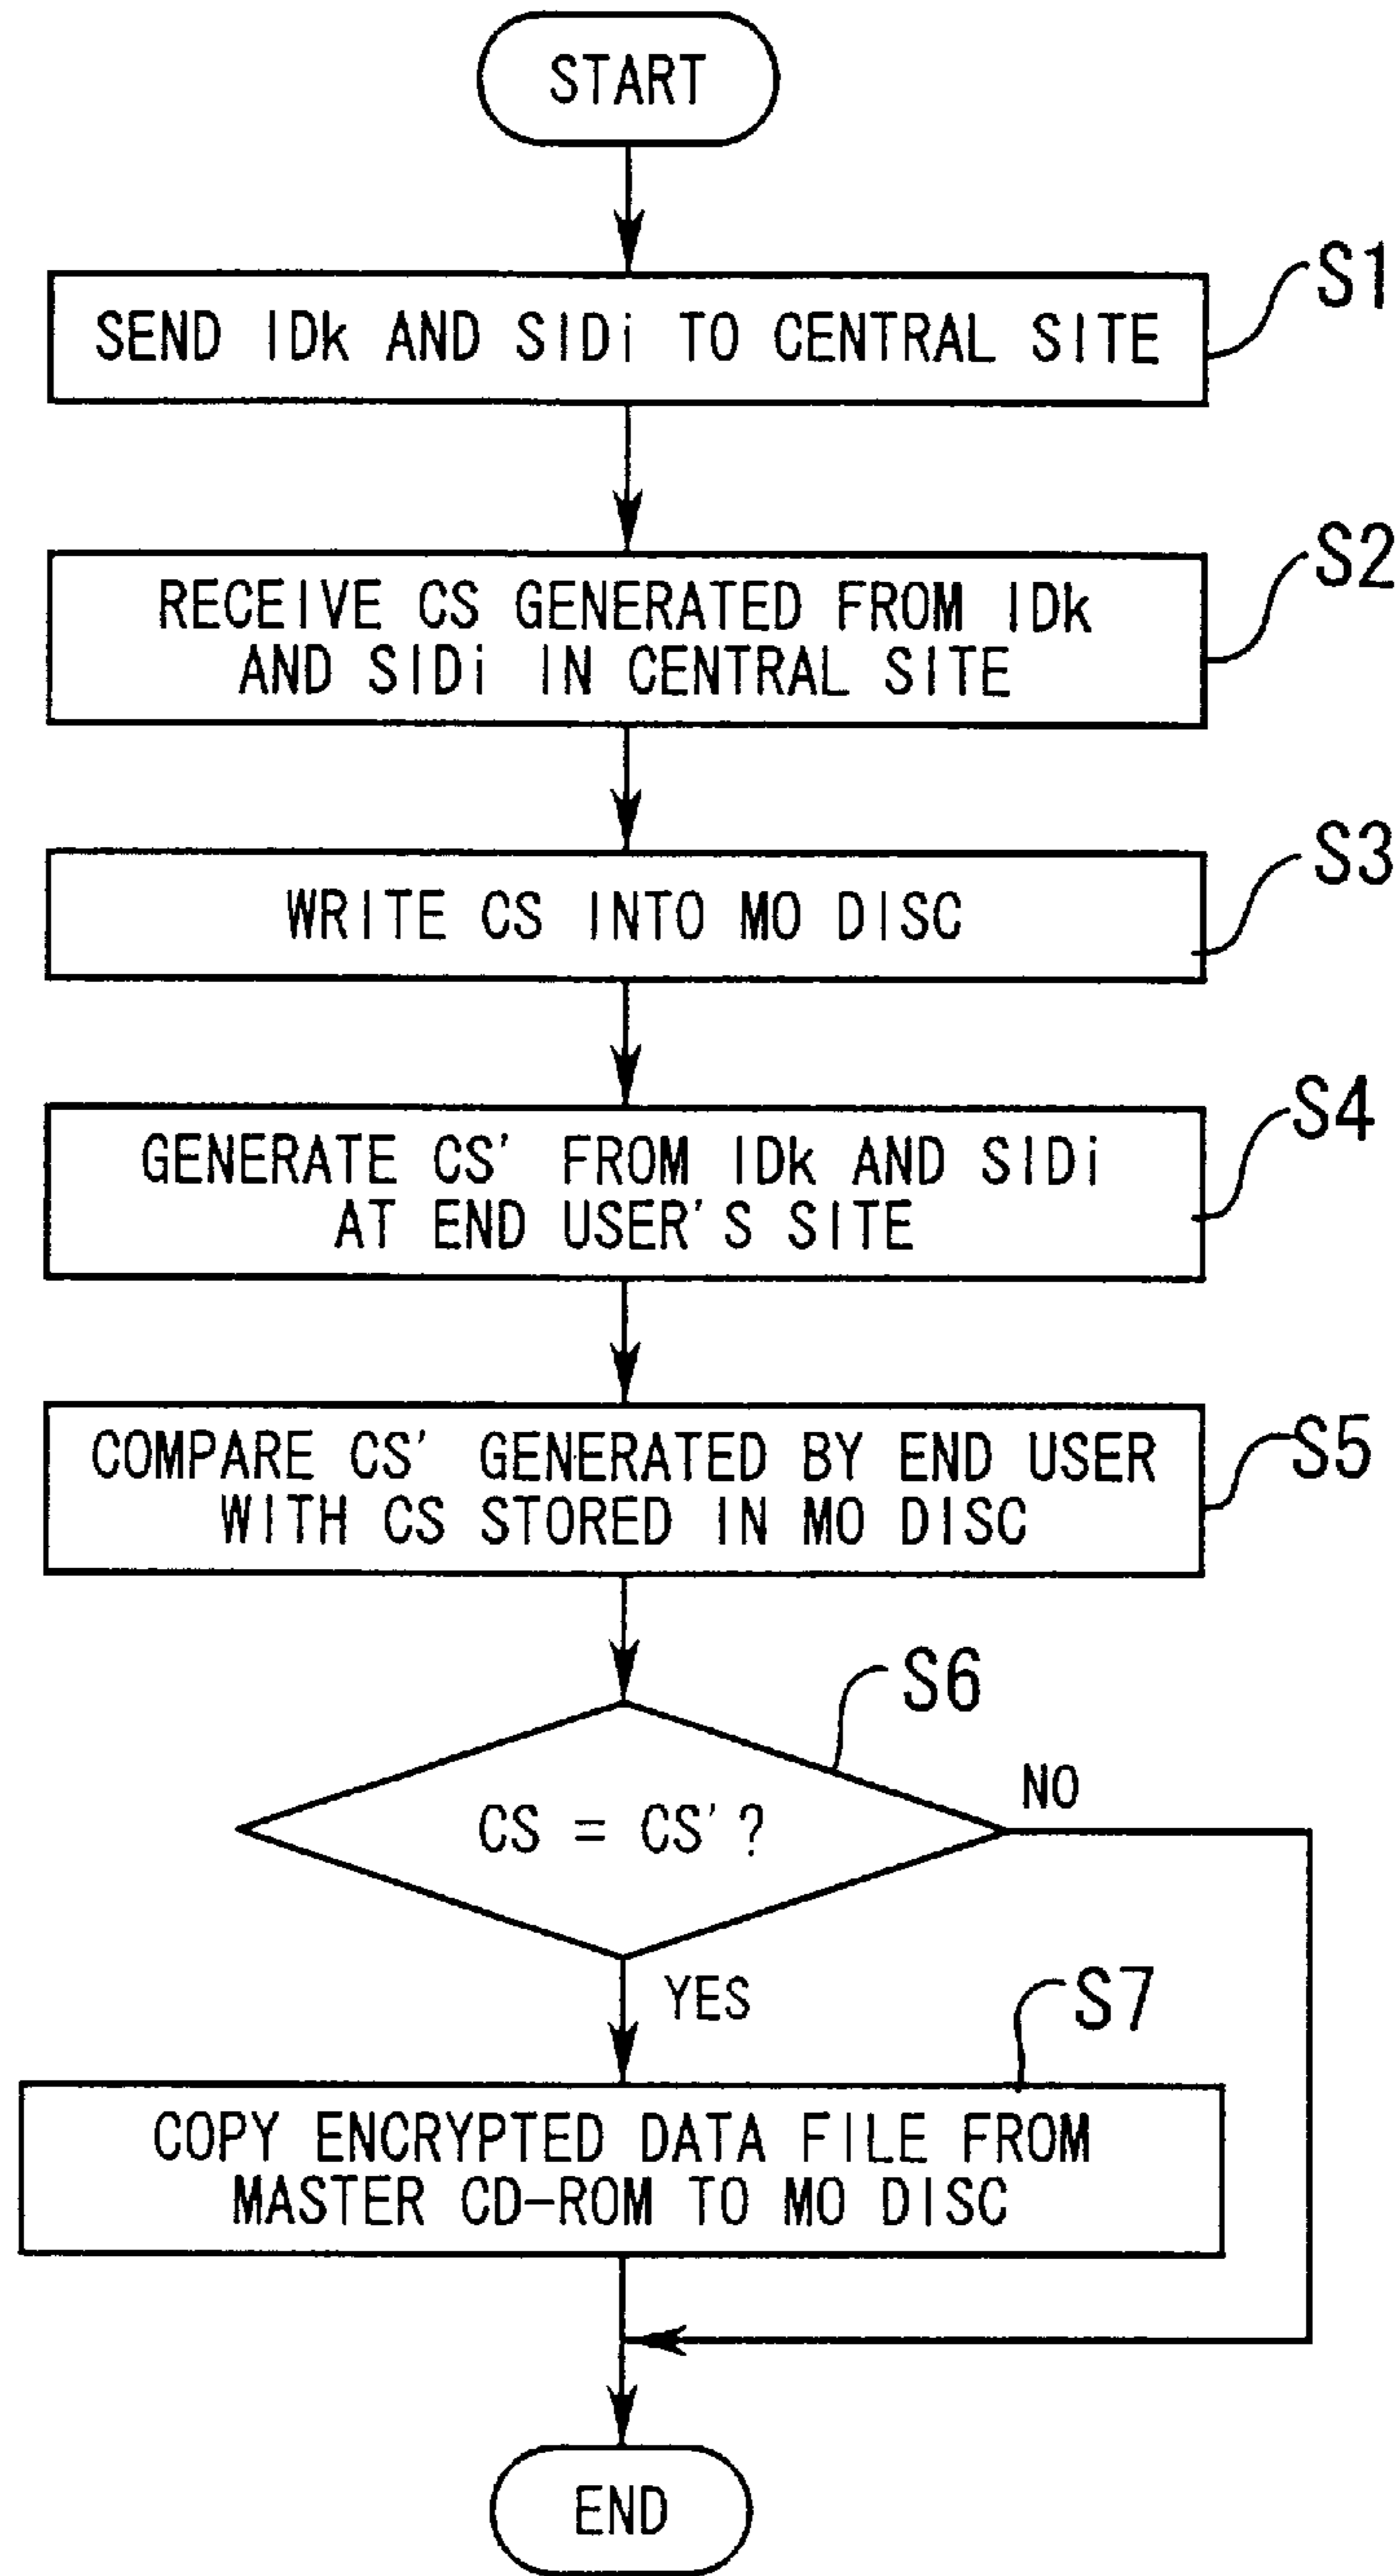 START
S1
SEND IDk AND SIDi TO CENTRAL SITE
S2
RECEIVE CS GENERATED FROM IDk
AND SIDi IN CENTRAL SITE
S3
WRITE CS INTO MO DISC
S4
GENERATE CS' FROM IDk AND SIDi
AT END USER'S SITE
S5
COMPARE CS' GENERATED BY END USER
WITH CS STORED IN MO DISC
S6
CS = CS'?
NO
YES
S7
COPY ENCRYPTED DATA FILE FROM
MASTER CD-ROM TO MO DISC
END